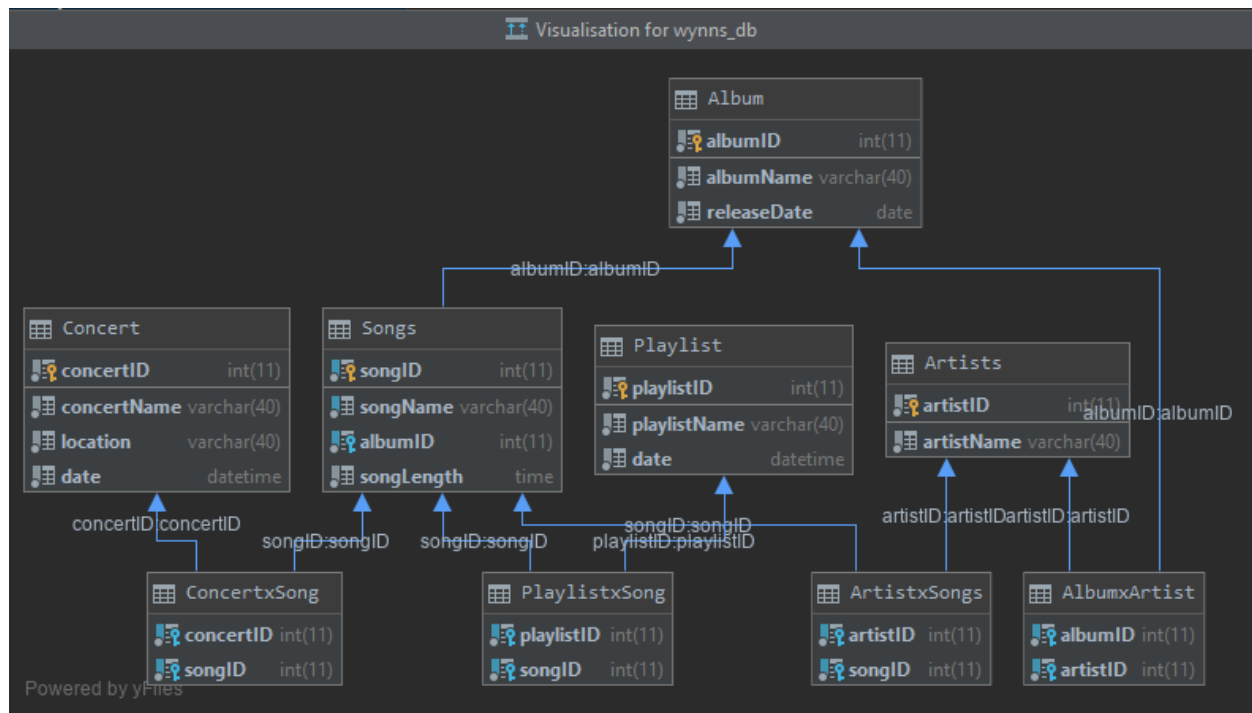 Visualisation for wynns_db
Album
albumID int(11)
albumName varchar(40)
releaseDate date
albumID:albumID
Concert
concertID int(11)
concertName varchar(40)
location varchar(40)
date datetime
Songs
songID int(11)
songName varchar(40)
albumID int(11)
songLength time
Playlist
playlistID int(11)
playlistName varchar(40)
date datetime
Artists
artistID int(11)
artistName varchar(40)
albumID:albumID
concertID:concertID
songID:songID
songID:songID
songID:songID
playlistID:playlistID
artistID:artistID
artistID:artistID
ConcertxSong
concertID int(11)
songID int(11)
PlaylistxSong
playlistID int(11)
songID int(11)
ArtistxSongs
artistID int(11)
songID int(11)
AlbumxArtist
albumID int(11)
artistID int(11)
Powered by yFiles